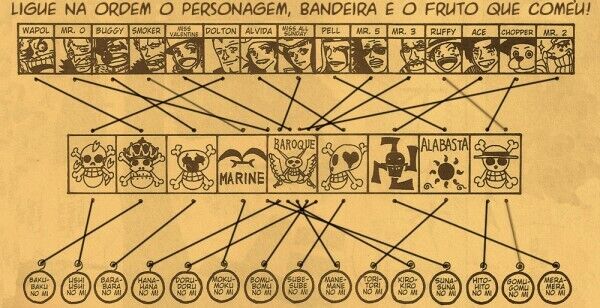 LIGUE NA ORDEM O PERSONAGEM, BANDEIRA E O FRUTO QUE COMEU!
WAPOL MR. 0 BUGGY SMOKER MISS VALENTINE DOLTON ALVIDA MISS ALL SUNDAY PELL MR. 5 MR. 3 RUFFY ACE CHOPPER MR. 2
MARINE BAROQUE ALABASTA
BAKU-BAKU NO MI
USHI USHI NO MI
BARA-BARA NO MI
HANA-HANA NO MI
DORU-DORU NO MI
MOKU-MOKU NO MI
BOMU-BOMU NO MI
SUBE-SUBE NO MI
MANE-MANE NO MI
TORI-TORI NO MI
KIRO-KIRO NO MI
SUNA-SUNA NO MI
HITO-HITO NO MI
GOMU-GOMU NO MI
MERA-MERA NO MI